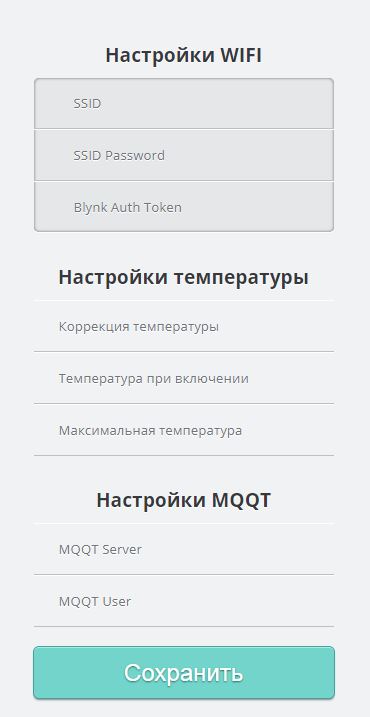 Настройки WIFI
SSID
SSID Password
Blynk Auth Token
Настройки температуры
Коррекция температуры
Температура при включении
Максимальная температура
Настройки MQQT
MQQT Server
MQQT User
Сохранить